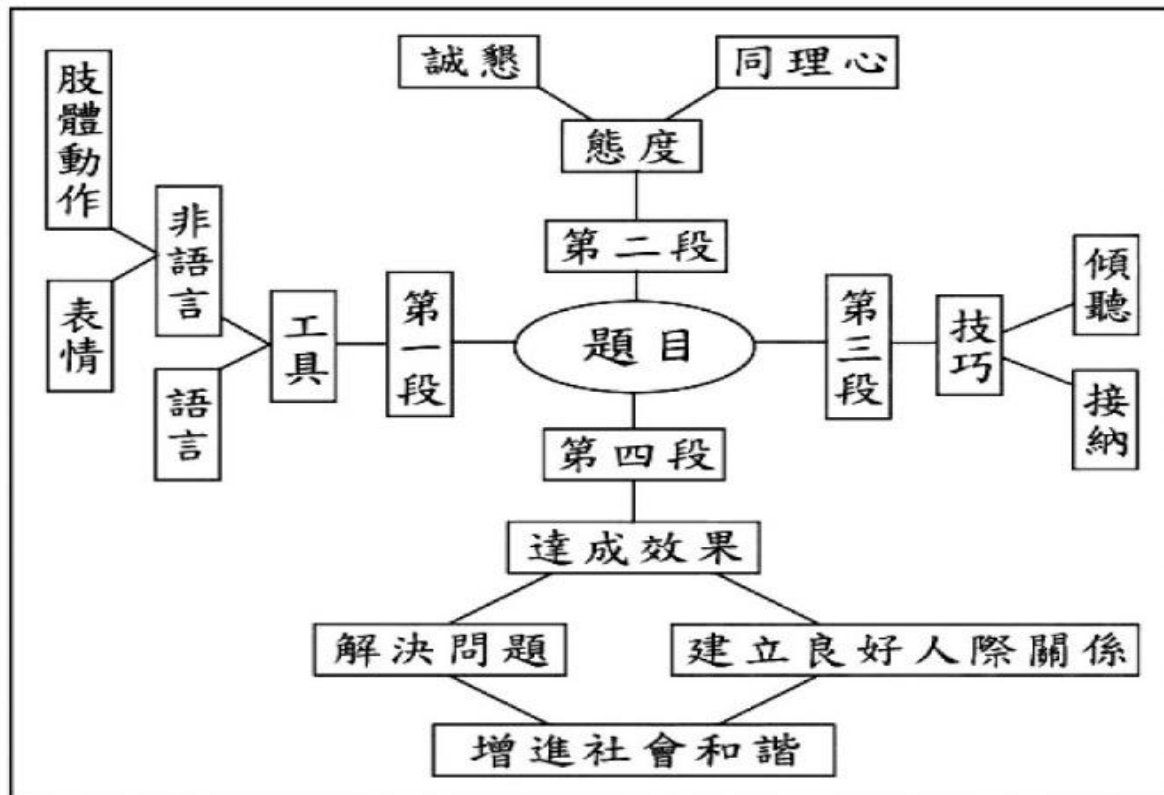 誠懇
同理心
態度
第二段
肢體動作
表情
非語言
語言
工具
第一段
題目
第三段
技巧
傾聽
接納
第四段
達成效果
解決問題
建立良好人際關係
增進社會和諧